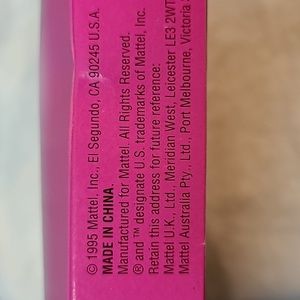 © 1995 Mattel, Inc., El Segundo, CA 90245 U.S.A.
MADE IN CHINA.
Manufactured for Mattel. All Rights Reserved.
® and ™ designate U.S. trademarks of Mattel, Inc.
Retain this address for future reference:
Mattel U.K., Ltd., Meridian West, Leicester LE3 2WT
Mattel Australia Pty., Ltd., Port Melbourne, Victoria